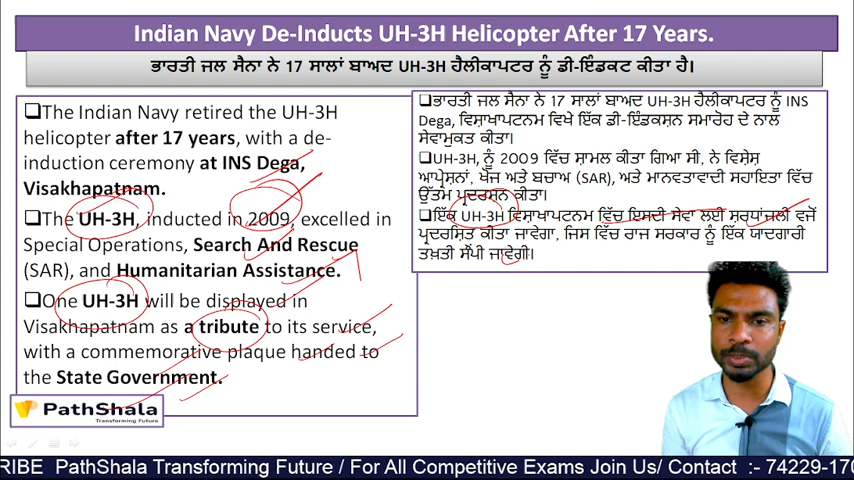 Indian Navy De-Inducts UH-3H Helicopter After 17 Years.
ਭਾਰਤੀ ਜਲ ਸੈਨਾ ਨੇ 17 ਸਾਲਾਂ ਬਾਅਦ UH-3H ਹੈਲੀਕਾਪਟਰ ਨੂੰ ਡੀ-ਇੰਡਕਟ ਕੀਤਾ ਹੈ।
❑The Indian Navy retired the UH-3H
helicopter after 17 years, with a de-
induction ceremony at INS Dega,
Visakhapatnam.
❑The UH-3H, inducted in 2009, excelled in
Special Operations, Search And Rescue
(SAR), and Humanitarian Assistance.
❑One UH-3H will be displayed in
Visakhapatnam as a tribute to its service,
with a commemorative plaque handed to
the State Government.
❑ਭਾਰਤੀ ਜਲ ਸੈਨਾ ਨੇ 17 ਸਾਲਾਂ ਬਾਅਦ UH-3H ਹੈਲੀਕਾਪਟਰ ਨੂੰ INS
Dega, ਵਿਸ਼ਾਖਾਪਟਨਮ ਵਿਖੇ ਇੱਕ ਡੀ-ਇੰਡਕਸ਼ਨ ਸਮਾਰੋਹ ਦੇ ਨਾਲ
ਸੇਵਾਮੁਕਤ ਕੀਤਾ।
❑UH-3H, ਨੂੰ 2009 ਵਿੱਚ ਸ਼ਾਮਲ ਕੀਤਾ ਗਿਆ ਸੀ, ਨੇ ਵਿਸ਼ੇਸ਼
ਆਪ੍ਰੇਸ਼ਨਾਂ, ਖੋਜ ਅਤੇ ਬਚਾਅ (SAR), ਅਤੇ ਮਾਨਵਤਾਵਾਦੀ ਸਹਾਇਤਾ ਵਿੱਚ
ਉੱਤਮ ਪ੍ਰਦਰਸ਼ਨ ਕੀਤਾ।
❑ਇੱਕ UH-3H ਵਿਸ਼ਾਖਾਪਟਨਮ ਵਿੱਚ ਇਸਦੀ ਸੇਵਾ ਲਈ ਸ਼ਰਧਾਂਜਲੀ ਵਜੋਂ
ਪ੍ਰਦਰਸ਼ਿਤ ਕੀਤਾ ਜਾਵੇਗਾ, ਜਿਸ ਵਿੱਚ ਰਾਜ ਸਰਕਾਰ ਨੂੰ ਇੱਕ ਯਾਦਗਾਰੀ
ਤਖ਼ਤੀ ਸੌਂਪੀ ਜਾਵੇਗੀ।
PathShala
Transforming Future
RIBE PathShala Transforming Future / For All Competitive Exams Join Us/ Contact :- 74229-170